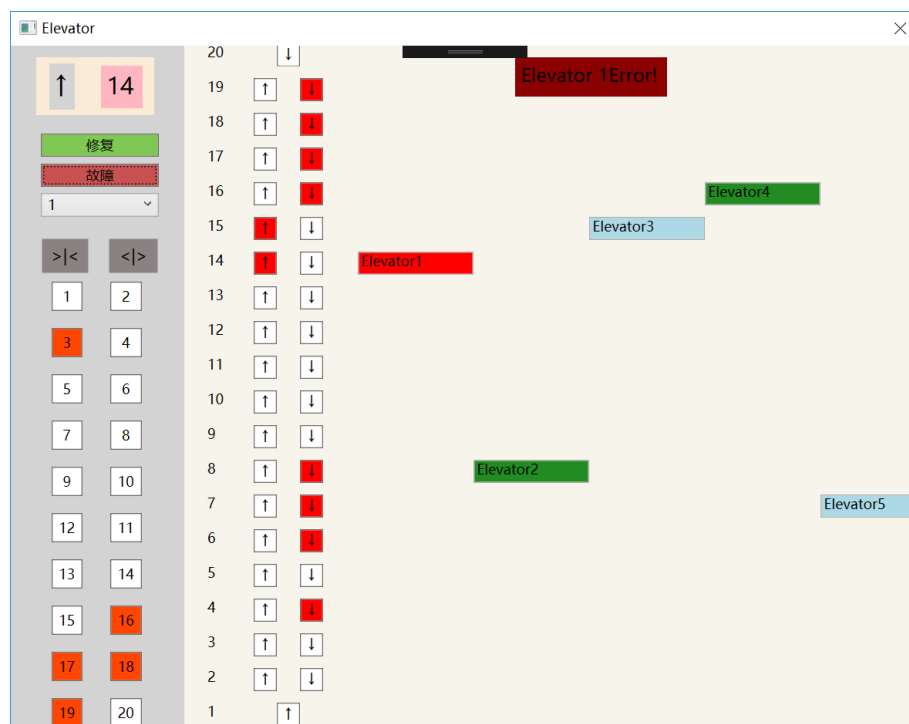 Elevator
↑ 14
修复
故障
1
>|< <|>
1 2
3 4
5 6
7 8
9 10
12 11
13 14
15 16
17 18
19 20
Elevator 1Error!
20 ↓
19 ↑ ↓
18 ↑ ↓
17 ↑ ↓
16 ↑ ↓ Elevator4
15 ↑ ↓ Elevator3
14 ↑ ↓ Elevator1
13 ↑ ↓
12 ↑ ↓
11 ↑ ↓
10 ↑ ↓
9 ↑ ↓
8 ↑ ↓ Elevator2
7 ↑ ↓ Elevator5
6 ↑ ↓
5 ↑ ↓
4 ↑ ↓
3 ↑ ↓
2 ↑ ↓
1 ↑